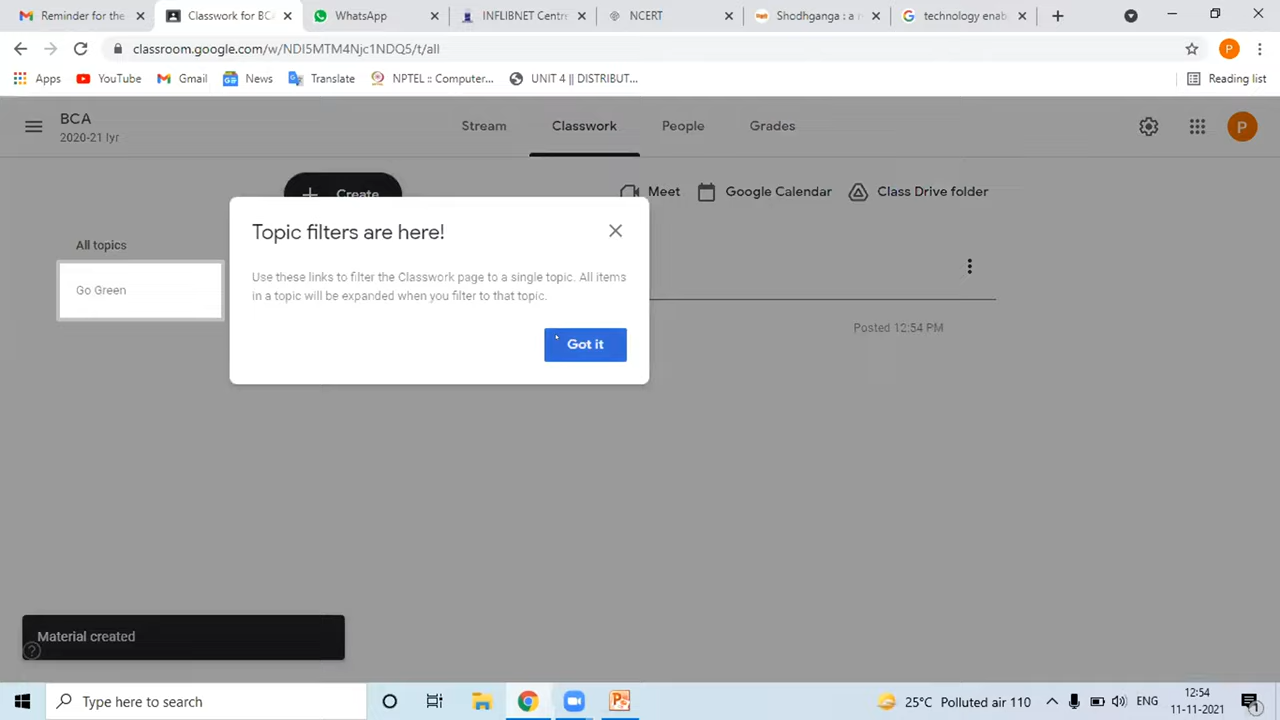 Reminder for the
Classwork for BCA
WhatsApp
INFLIBNET Centre
NCERT
Shodhganga : a r
technology enab
classroom.google.com/w/NDI5MTM4Njc1NDQ5/t/all
P
Apps
YouTube
Gmail
News
Translate
NPTEL :: Computer...
UNIT 4 || DISTRIBUT...
Reading list
BCA
2020-21 Iyr
Stream
Classwork
People
Grades
P
Create
Meet
Google Calendar
Class Drive folder
Topic filters are here!
All topics
Go Green
Use these links to filter the Classwork page to a single topic. All items
in a topic will be expanded when you filter to that topic.
Posted 12:54 PM
Got it
Material created
Type here to search
25°C Polluted air 110
ENG
12:54
11-11-2021